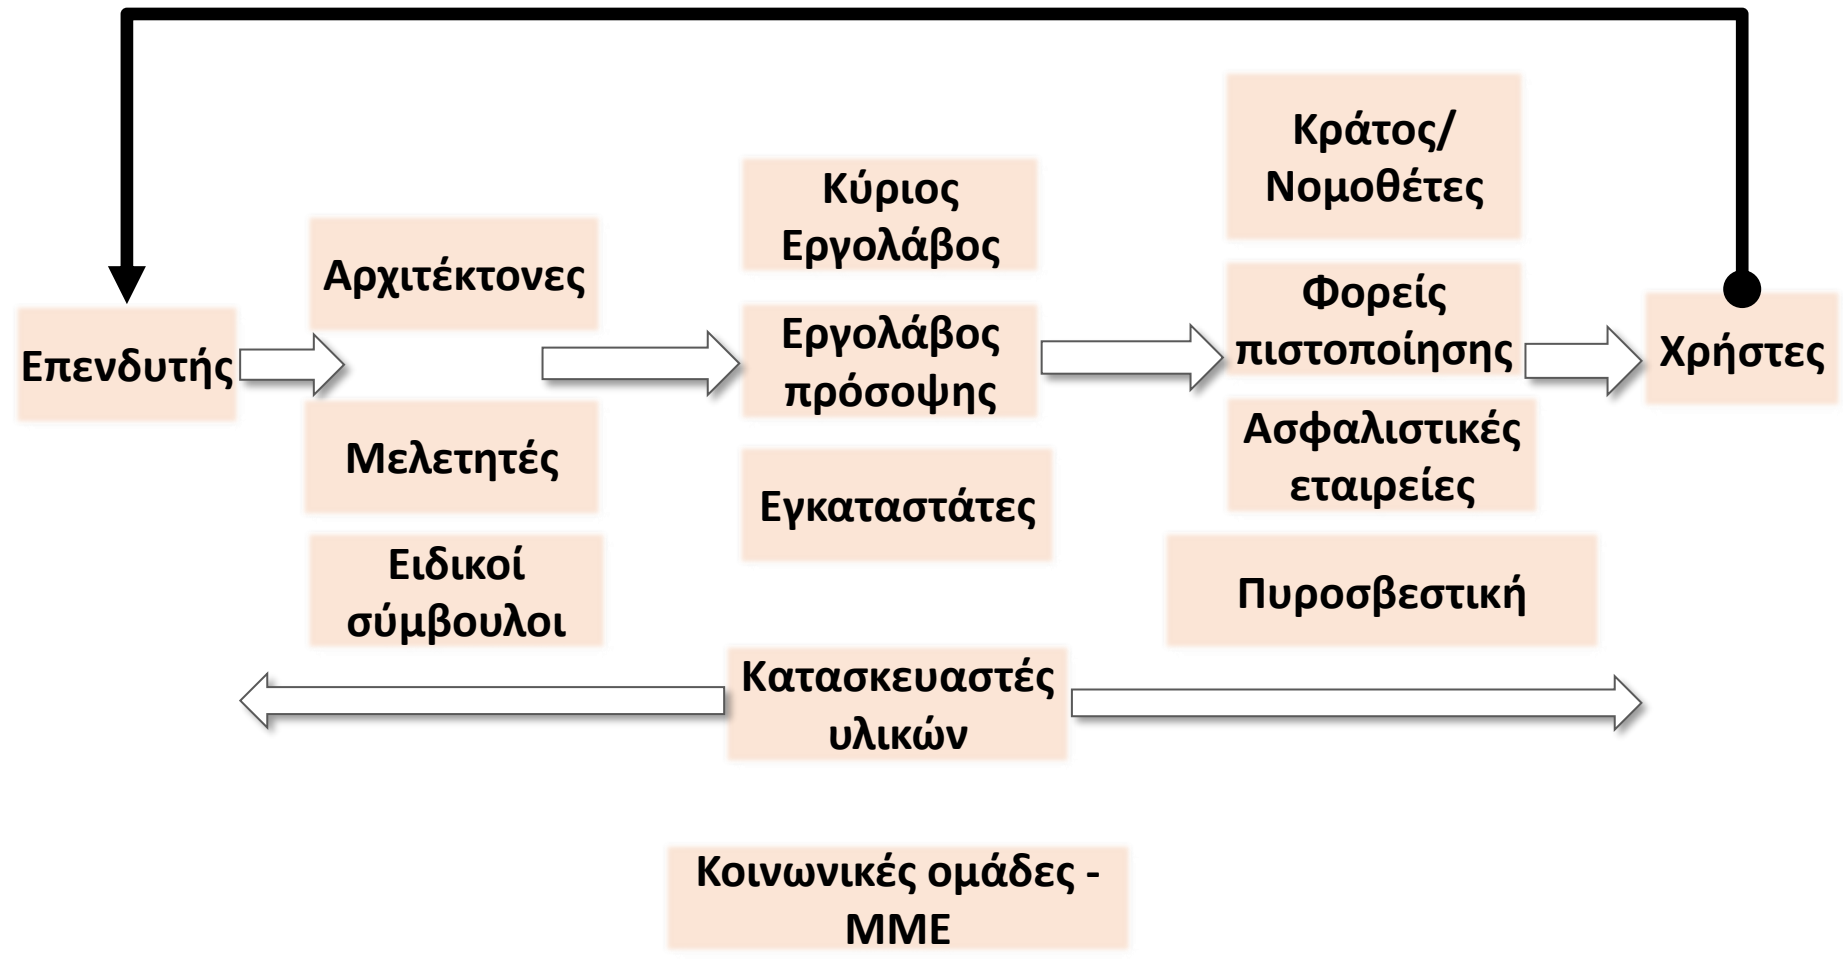 Επενδυτής
Αρχιτέκτονες
Μελετητές
Ειδικοί
σύμβουλοι
Κύριος
Εργολάβος
Εργολάβος
πρόσοψης
Εγκαταστάτες
Κράτος/
Νομοθέτες
Φορείς
πιστοποίησης
Ασφαλιστικές
εταιρείες
Πυροσβεστική
Χρήστες
Κατασκευαστές
υλικών
Κοινωνικές ομάδες -
ΜΜΕ